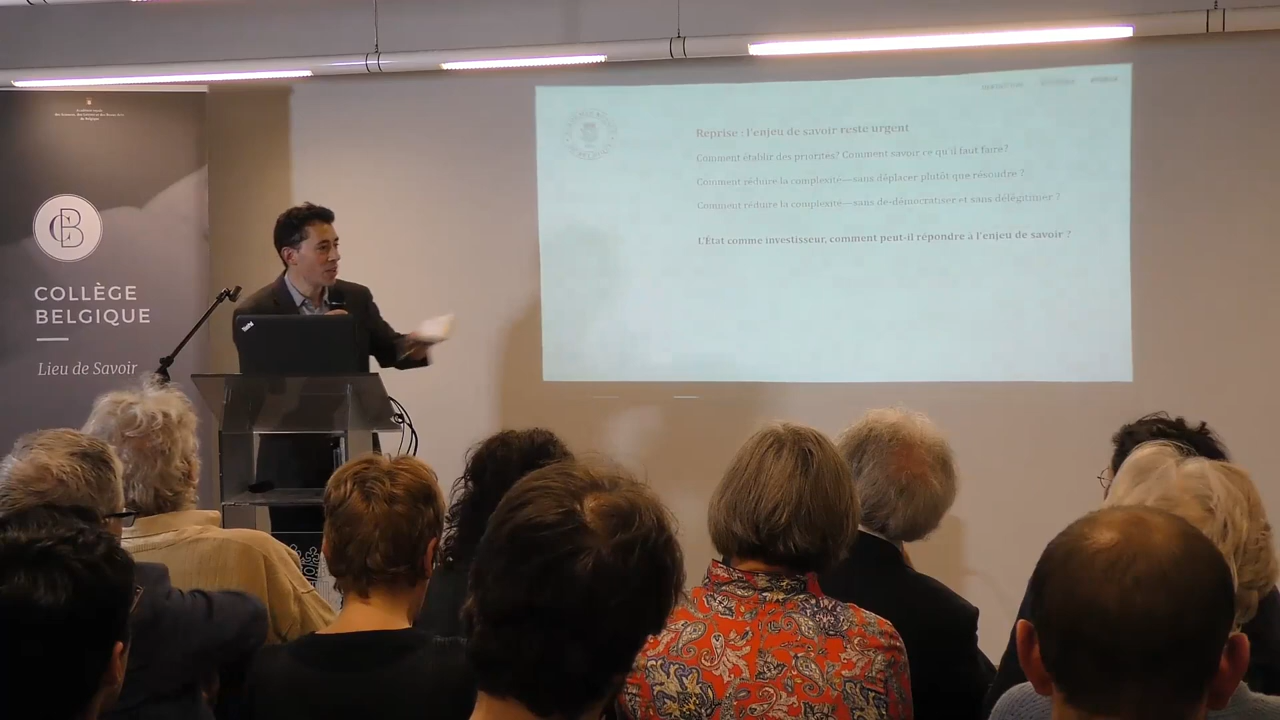 COLLÈGE
BELGIQUE
Lieu de Savoir
ThinkPad
Reprise : l'enjeu de savoir reste urgent
Comment établir des priorités? Comment savoir ce qu'il faut faire?
Comment réduire la complexité—sans déplacer plutôt que résoudre ?
Comment réduire la complexité—sans dé-démocratiser et sans délégitimer ?
L'État comme investisseur, comment peut-il répondre à l'enjeu de savoir ?